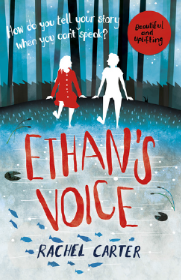 How do you tell your story
when you can't speak?
Beautiful
and
uplifting
ETHAN'S
VOICE
RACHEL CARTER